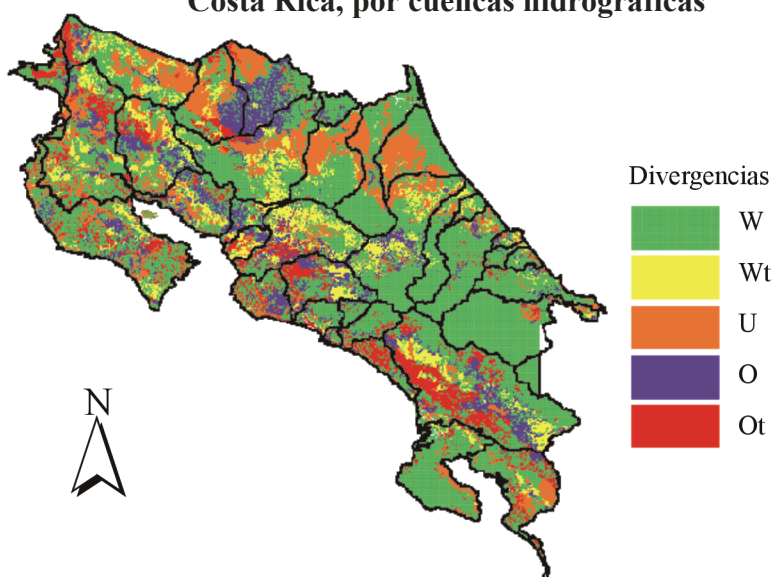 Costa Rica, por cuencas hidrográficas
Divergencias
W
Wt
U
O
Ot
N